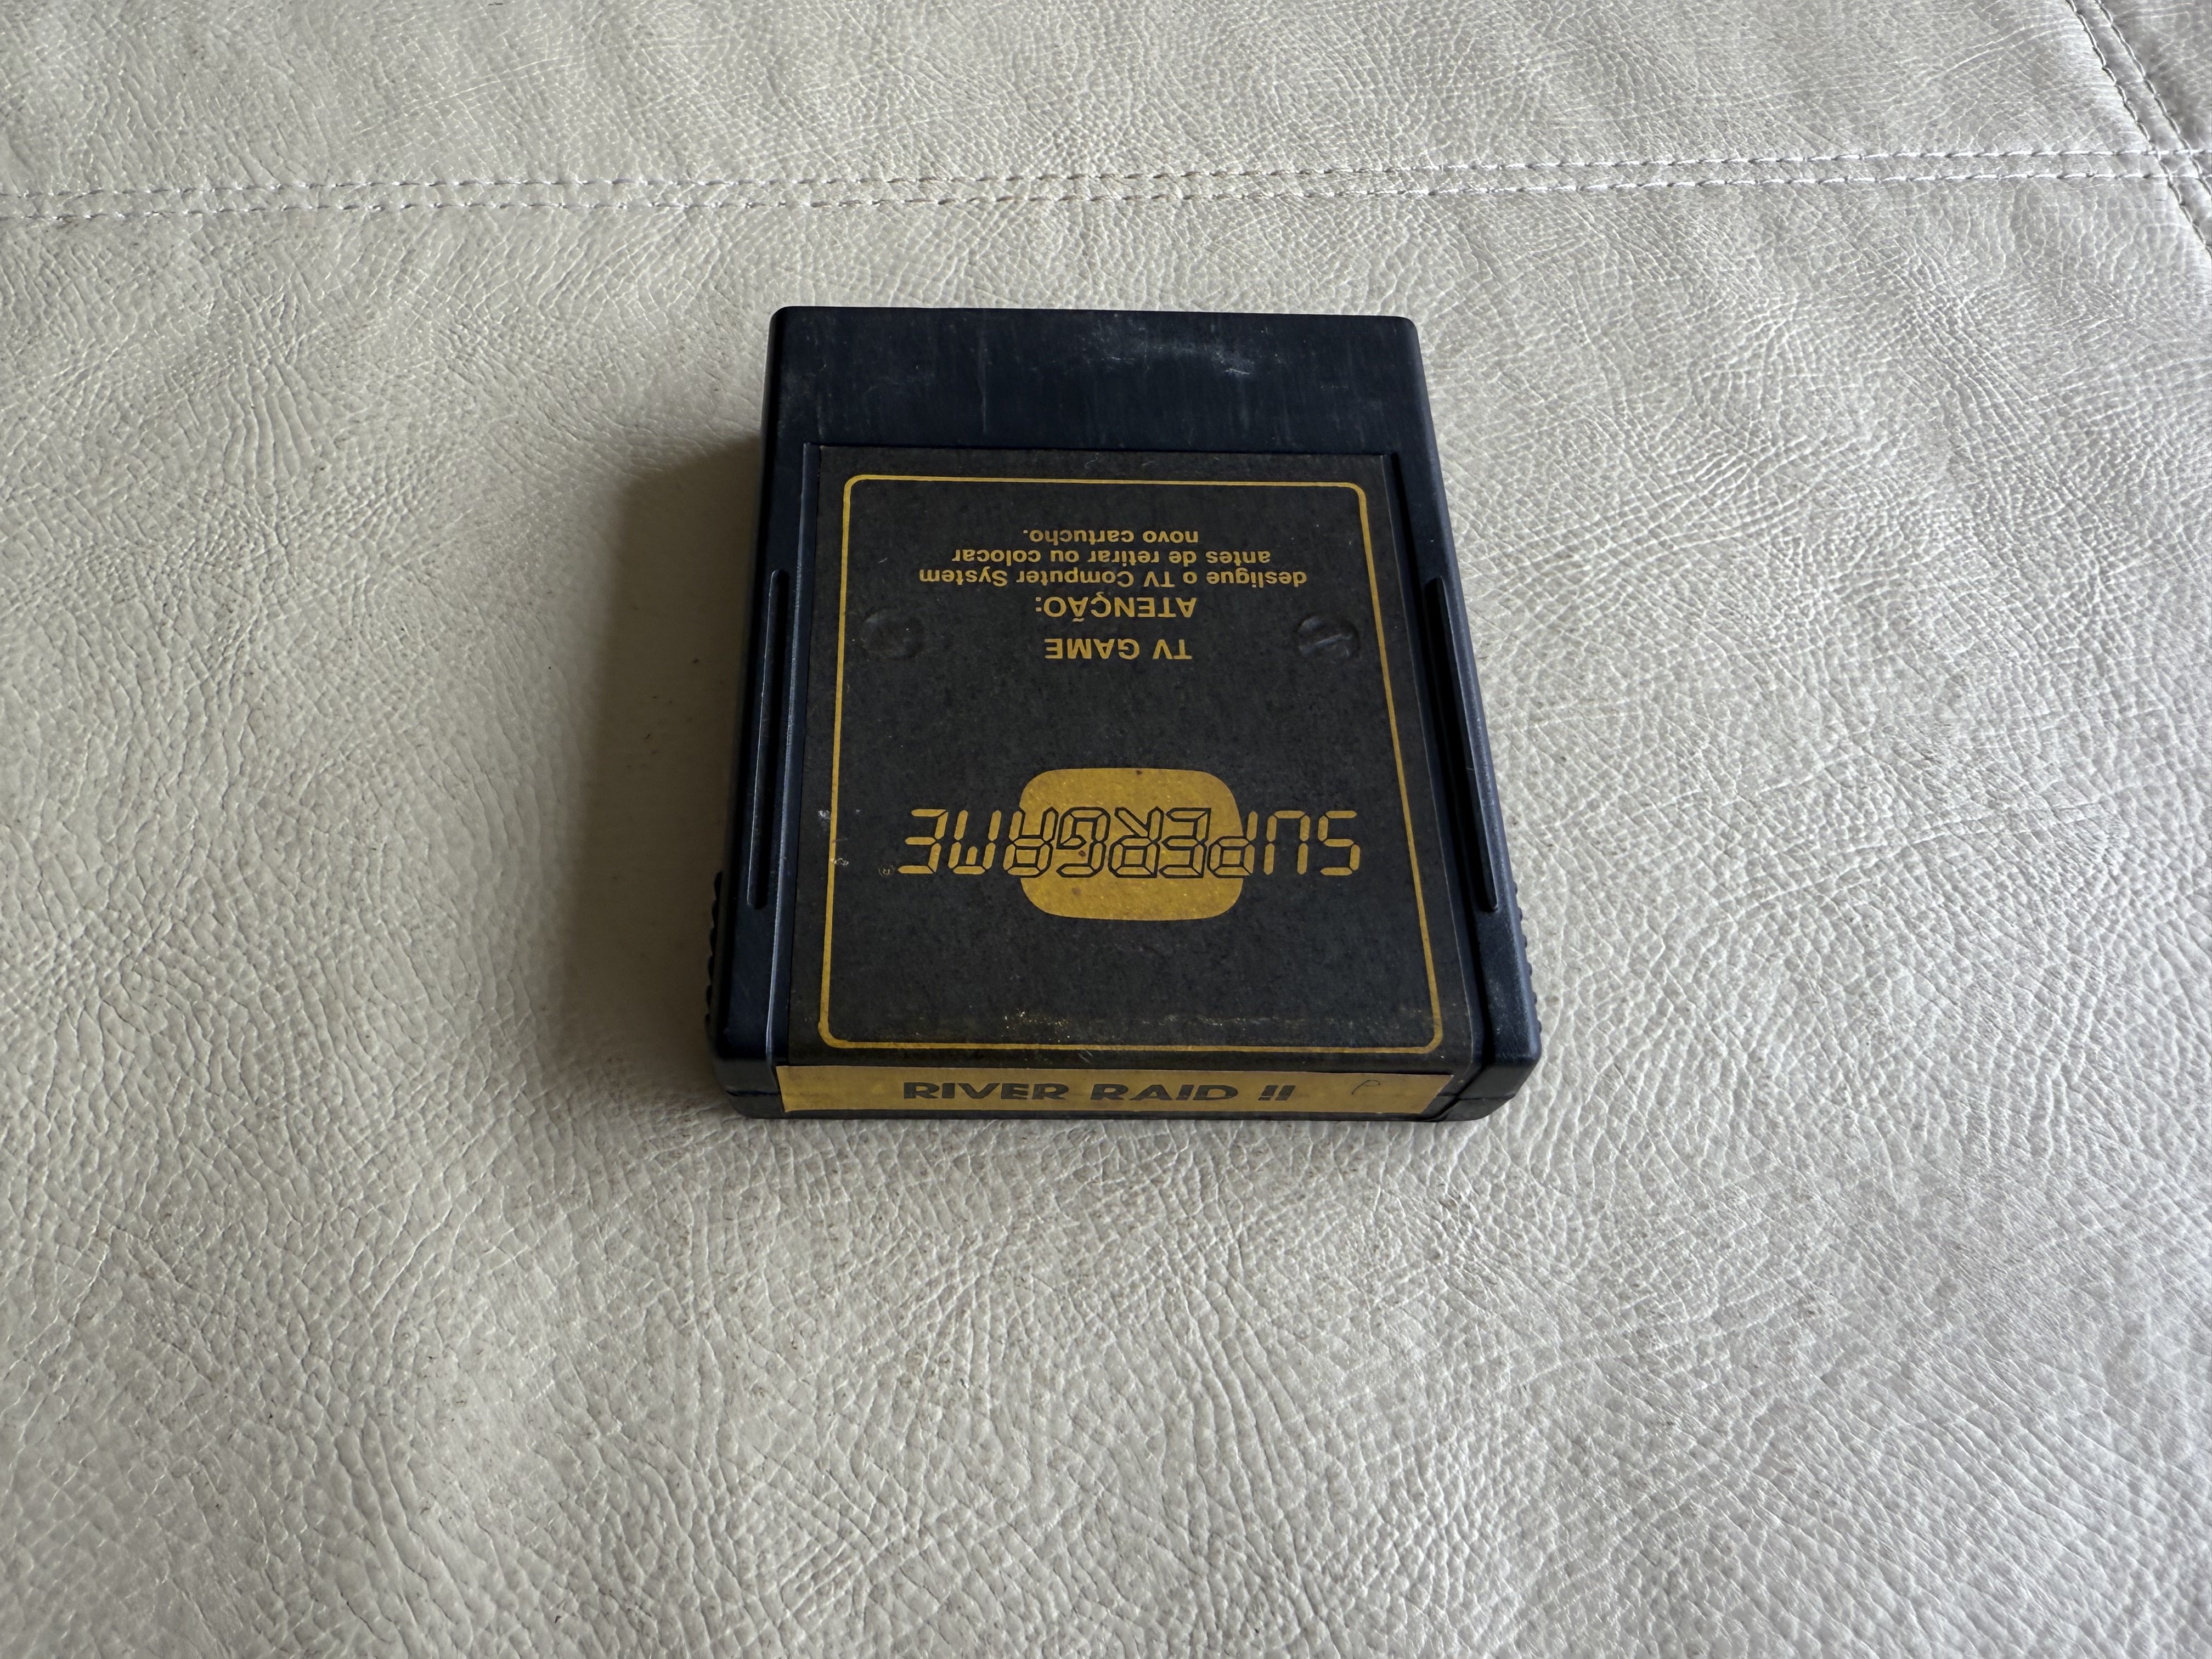 SUPERGAME®
TV GAME
ATENÇÃO:
desligue o TV Computer System
antes de retirar ou colocar
novo cartucho.
RIVER RAID II P